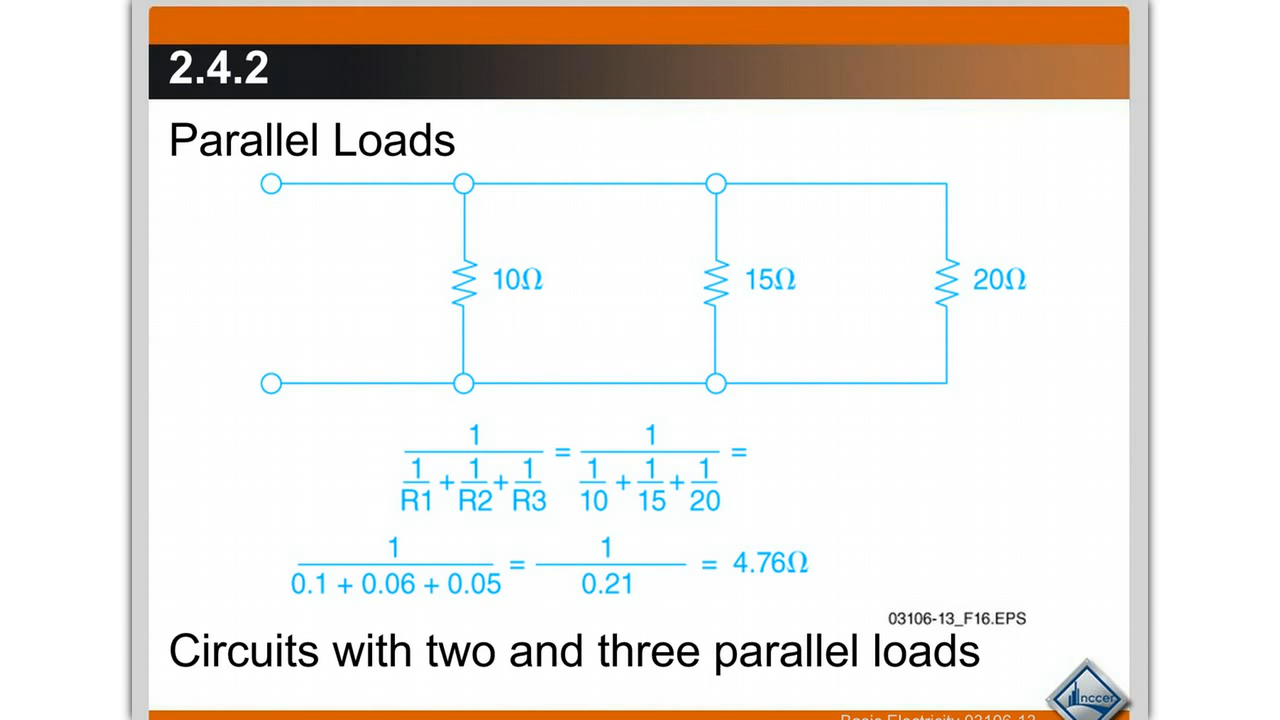 2.4.2
Parallel Loads
10Ω
15Ω
20Ω
1 / (1/R1 + 1/R2 + 1/R3) = 1 / (1/10 + 1/15 + 1/20) =
1 / (0.1 + 0.06 + 0.05) = 1 / 0.21 = 4.76Ω
03106-13_F16.EPS
Circuits with two and three parallel loads
nccer
Basic Electricity 03106-13